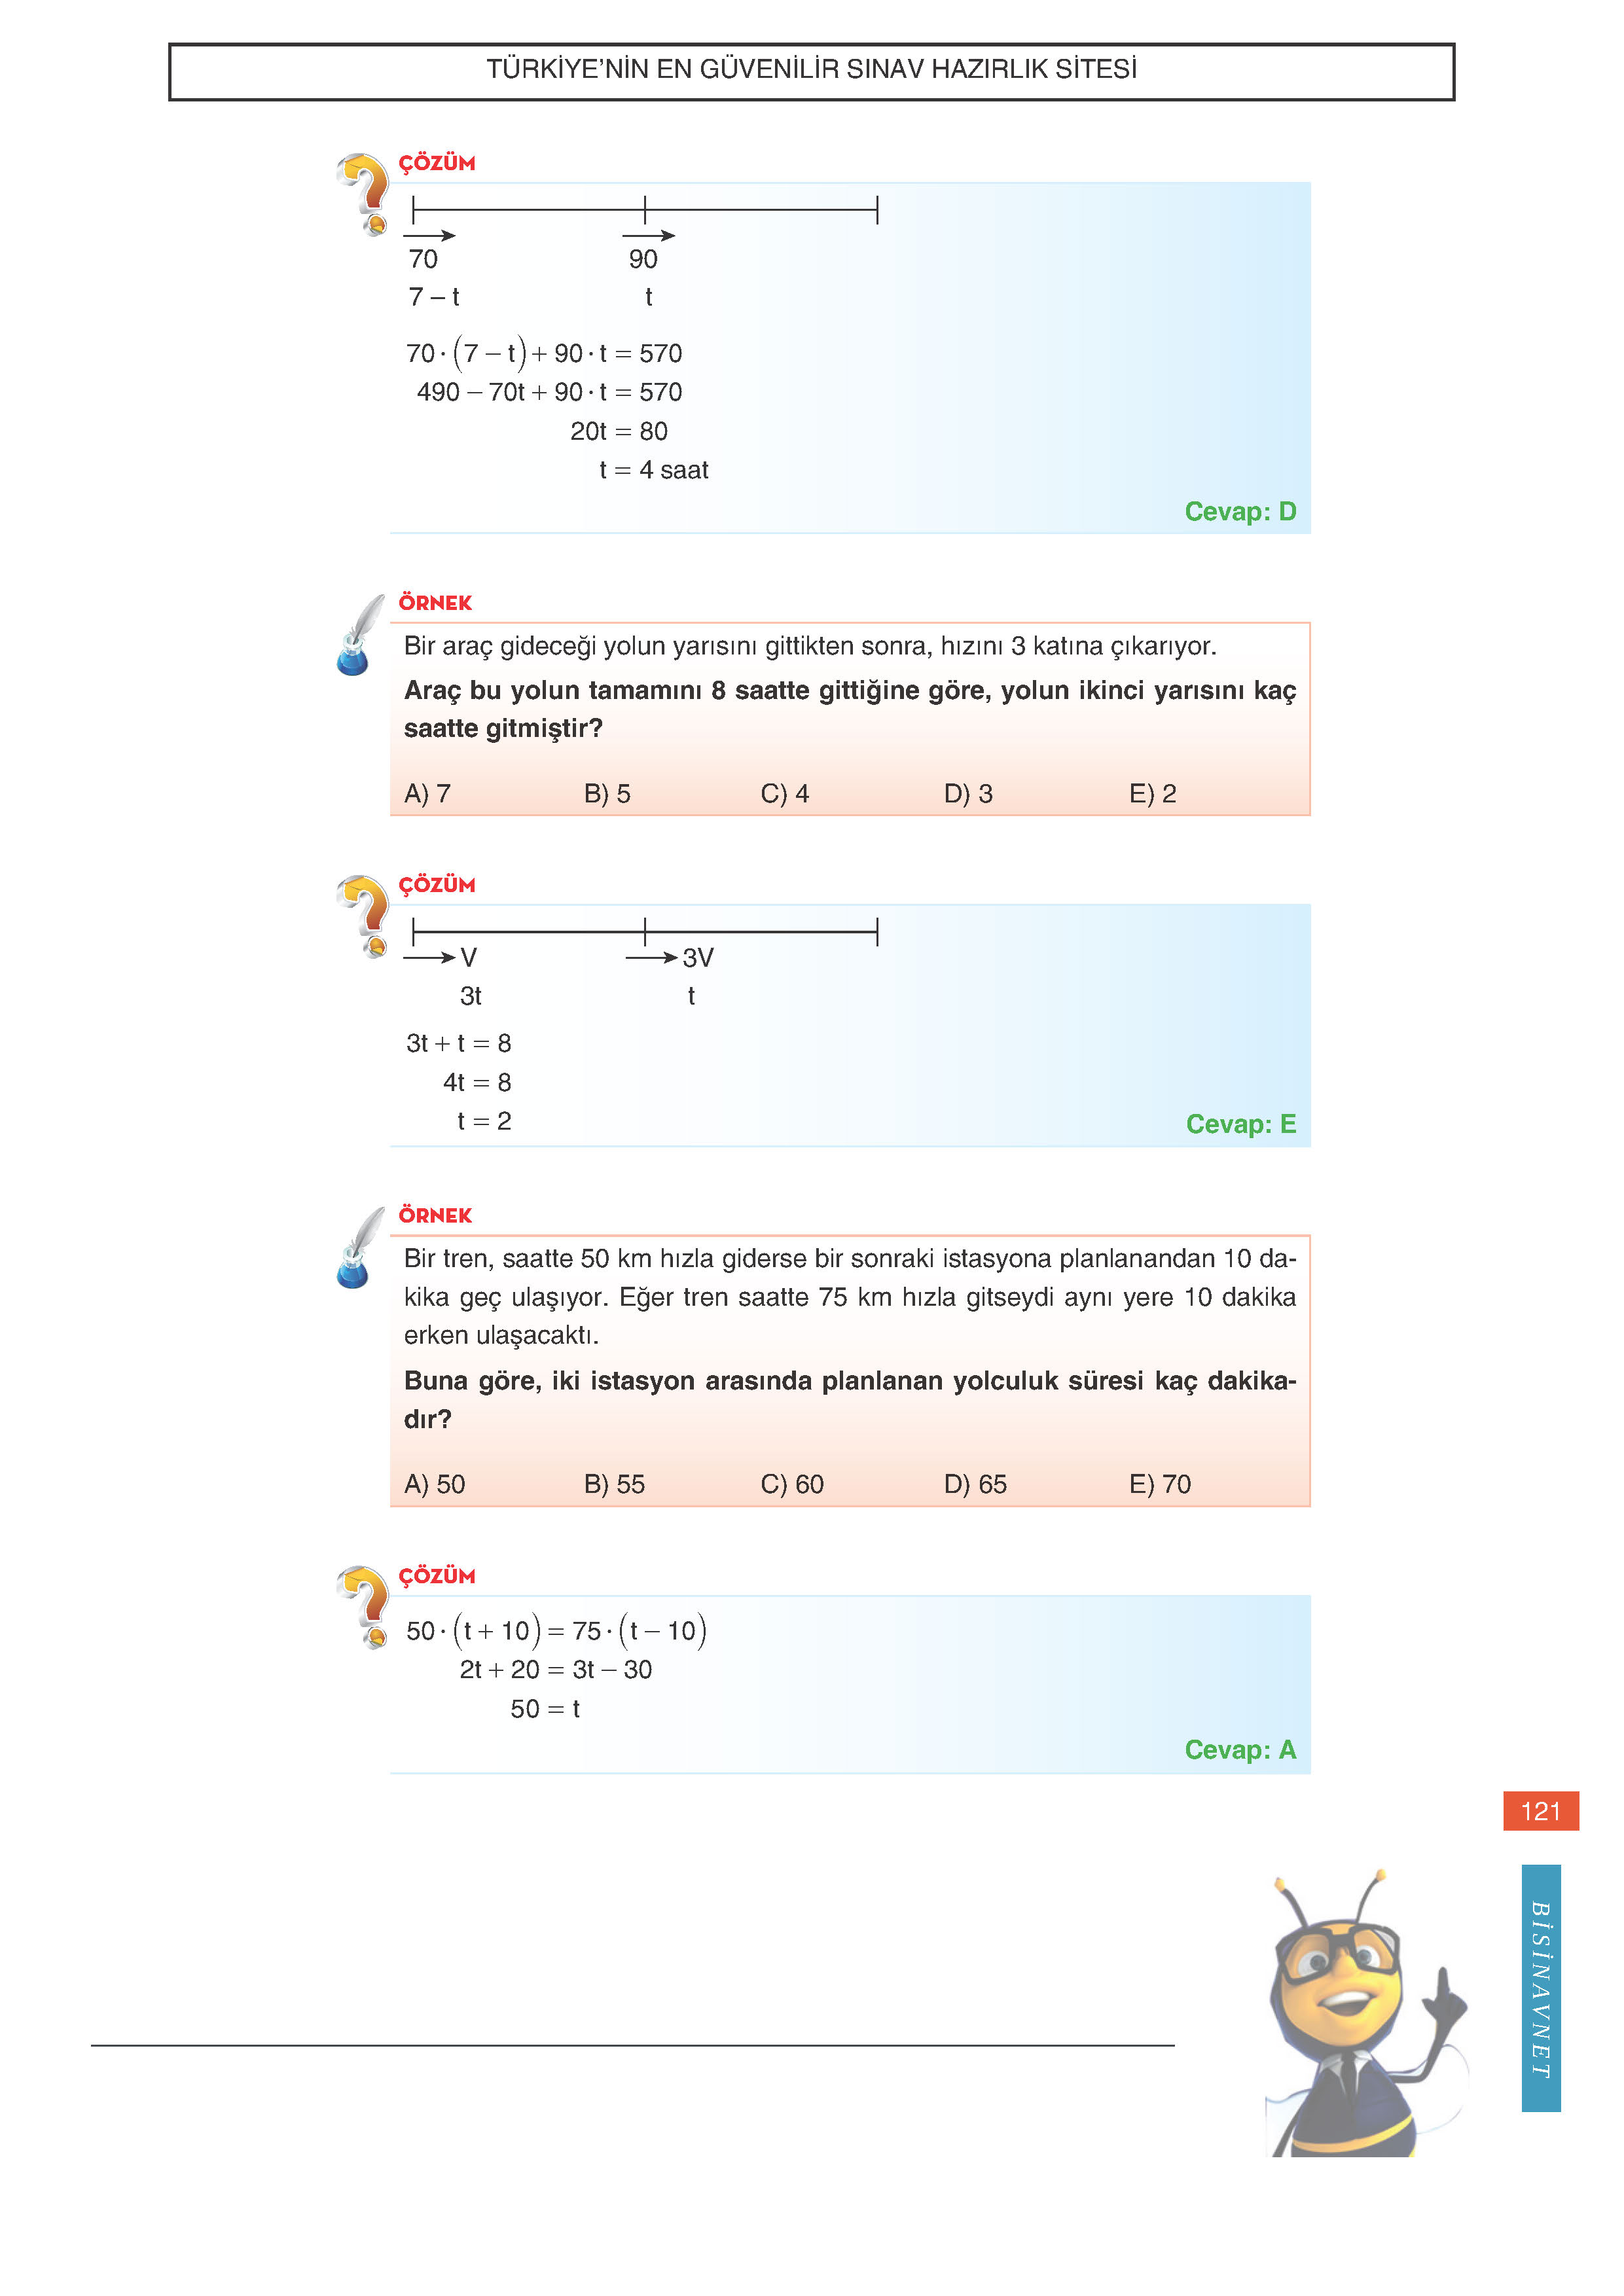 TÜRKİYE'NİN EN GÜVENİLİR SINAV HAZIRLIK SİTESİ
ÇÖZÜM
70 90
7 – t t
70 · (7 – t) + 90 · t = 570
490 – 70t + 90 · t = 570
20t = 80
t = 4 saat
Cevap: D
ÖRNEK
Bir araç gideceği yolun yarısını gittikten sonra, hızını 3 katına çıkarıyor.
Araç bu yolun tamamını 8 saatte gittiğine göre, yolun ikinci yarısını kaç
saatte gitmiştir?
A) 7 B) 5 C) 4 D) 3 E) 2
ÇÖZÜM
V 3V
3t t
3t + t = 8
4t = 8
t = 2
Cevap: E
ÖRNEK
Bir tren, saatte 50 km hızla giderse bir sonraki istasyona planlanandan 10 da-
kika geç ulaşıyor. Eğer tren saatte 75 km hızla gitseydi aynı yere 10 dakika
erken ulaşacaktı.
Buna göre, iki istasyon arasında planlanan yolculuk süresi kaç dakika-
dır?
A) 50 B) 55 C) 60 D) 65 E) 70
ÇÖZÜM
50 · (t + 10) = 75 · (t – 10)
2t + 20 = 3t – 30
50 = t
Cevap: A
121
BİSİNAVNET